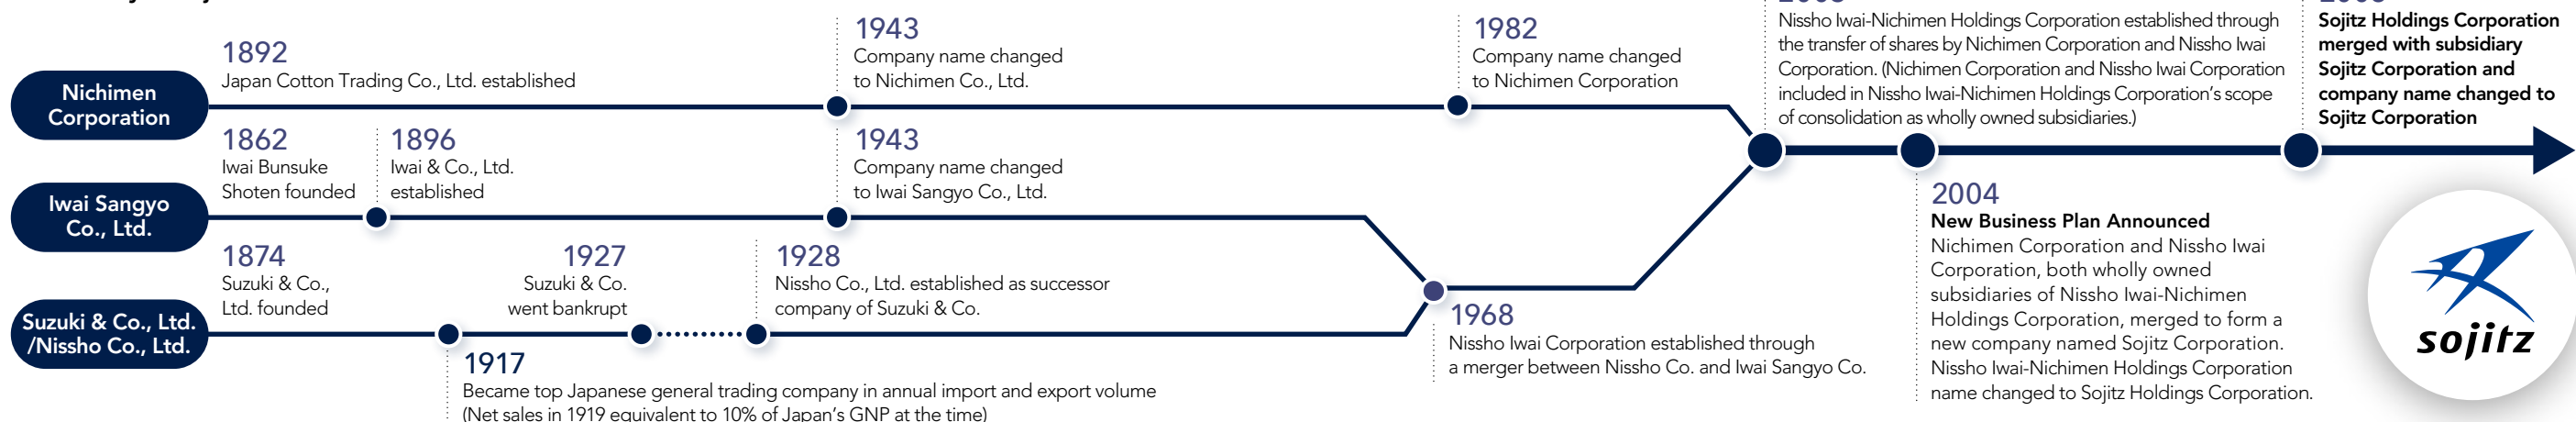 Nichimen
Corporation
1892
Japan Cotton Trading Co., Ltd. established
1943
Company name changed
to Nichimen Co., Ltd.
1982
Company name changed
to Nichimen Corporation
Iwai Sangyo
Co., Ltd.
1862
Iwai Bunsuke
Shoten founded
1896
Iwai & Co., Ltd.
established
1943
Company name changed
to Iwai Sangyo Co., Ltd.
Suzuki & Co., Ltd.
/Nissho Co., Ltd.
1874
Suzuki & Co.,
Ltd. founded
1917
Became top Japanese general trading company in annual import and export volume
(Net sales in 1919 equivalent to 10% of Japan's GNP at the time)
1927
Suzuki & Co.
went bankrupt
1928
Nissho Co., Ltd. established as successor
company of Suzuki & Co.
1968
Nissho Iwai Corporation established through
a merger between Nissho Co. and Iwai Sangyo Co.
Nissho Iwai-Nichimen Holdings Corporation established through
the transfer of shares by Nichimen Corporation and Nissho Iwai
Corporation. (Nichimen Corporation and Nissho Iwai Corporation
included in Nissho Iwai-Nichimen Holdings Corporation's scope
of consolidation as wholly owned subsidiaries.)
2004
New Business Plan Announced
Nichimen Corporation and Nissho Iwai
Corporation, both wholly owned
subsidiaries of Nissho Iwai-Nichimen
Holdings Corporation, merged to form a
new company named Sojitz Corporation.
Nissho Iwai-Nichimen Holdings Corporation
name changed to Sojitz Holdings Corporation.
Sojitz Holdings Corporation
merged with subsidiary
Sojitz Corporation and
company name changed to
Sojitz Corporation
sojitz